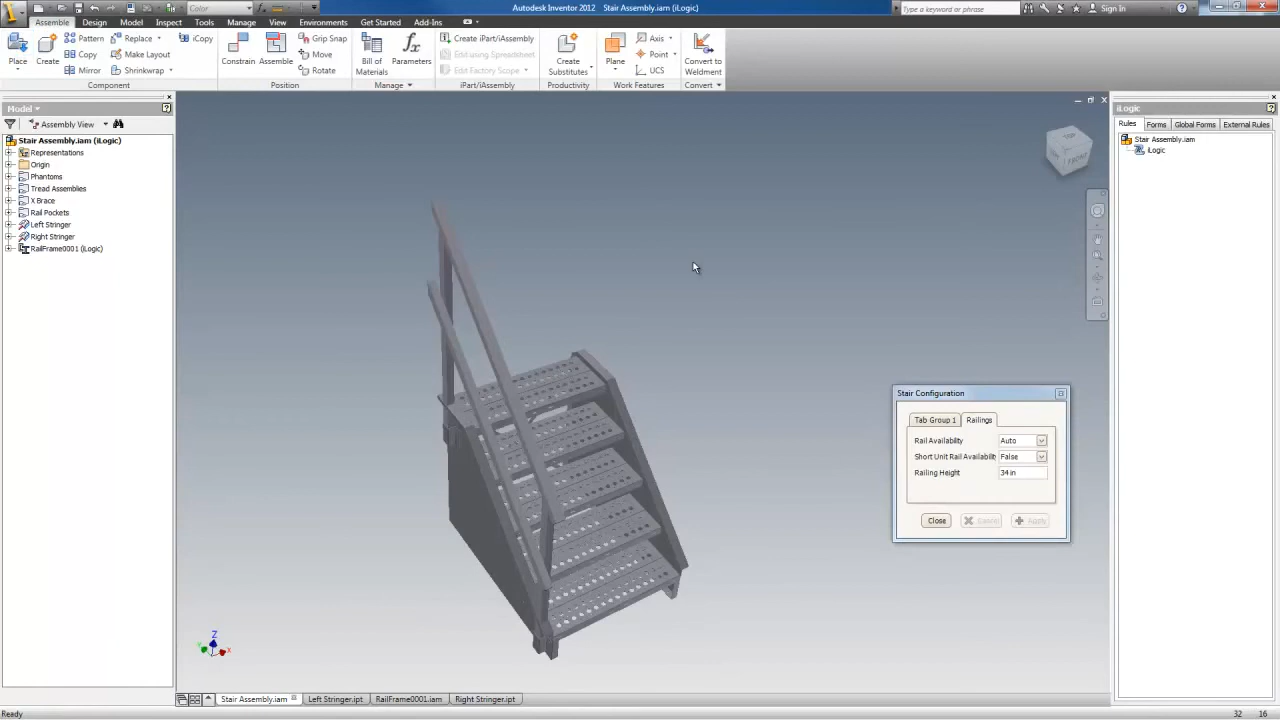 Color
Autodesk Inventor 2012   Stair Assembly.iam (iLogic)
Type a keyword or phrase
Sign In
Assemble Design Model Inspect Tools Manage View Environments Get Started Add-Ins
Place
Create
Pattern
Copy
Mirror
Replace
Make Layout
Shrinkwrap
iCopy
Component
Constrain
Assemble
Grip Snap
Move
Rotate
Position
Bill of
Materials
Parameters
Manage
Create iPart/iAssembly
Edit using Spreadsheet
Edit Factory Scope
iPart/iAssembly
Create
Substitutes
Productivity
Plane
Axis
Point
UCS
Work Features
Convert to
Weldment
Convert
Model
Assembly View
Stair Assembly.iam (iLogic)
Representations
Origin
Phantoms
Tread Assemblies
X Brace
Rail Pockets
Left Stringer
Right Stringer
RailFrame0001 (iLogic)
TOP
FRONT
Z
Y
X
Stair Configuration
Tab Group 1 Railings
Rail Availability Auto
Short Unit Rail Availability False
Railing Height 34 in
Close Cancel Apply
iLogic
Rules Forms Global Forms External Rules
Stair Assembly.iam
iLogic
Stair Assembly.iam Left Stringer.ipt RailFrame0001.iam Right Stringer.ipt
Ready
32 16